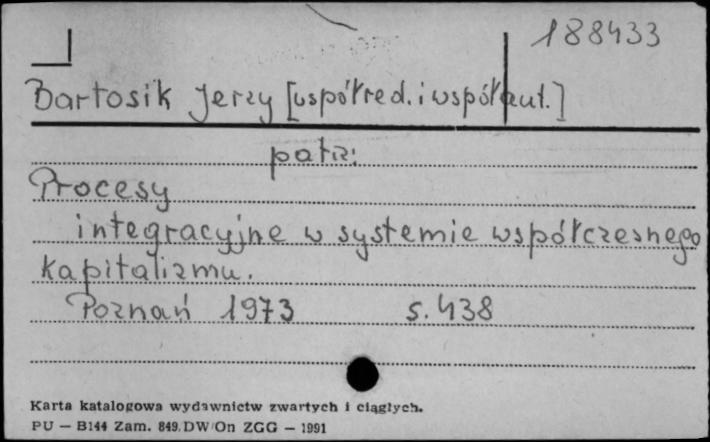 188433
Bartosik Jerzy [współred. i współaut.]
patrz:
Procesy
integracyjne w systemie współczesnego
kapitalizmu.
Poznań 1973 s. 438
Karta katalogowa wydawnictw zwartych i ciągłych.
PU — B144 Zam. 849. DW/On ZGG — 1991